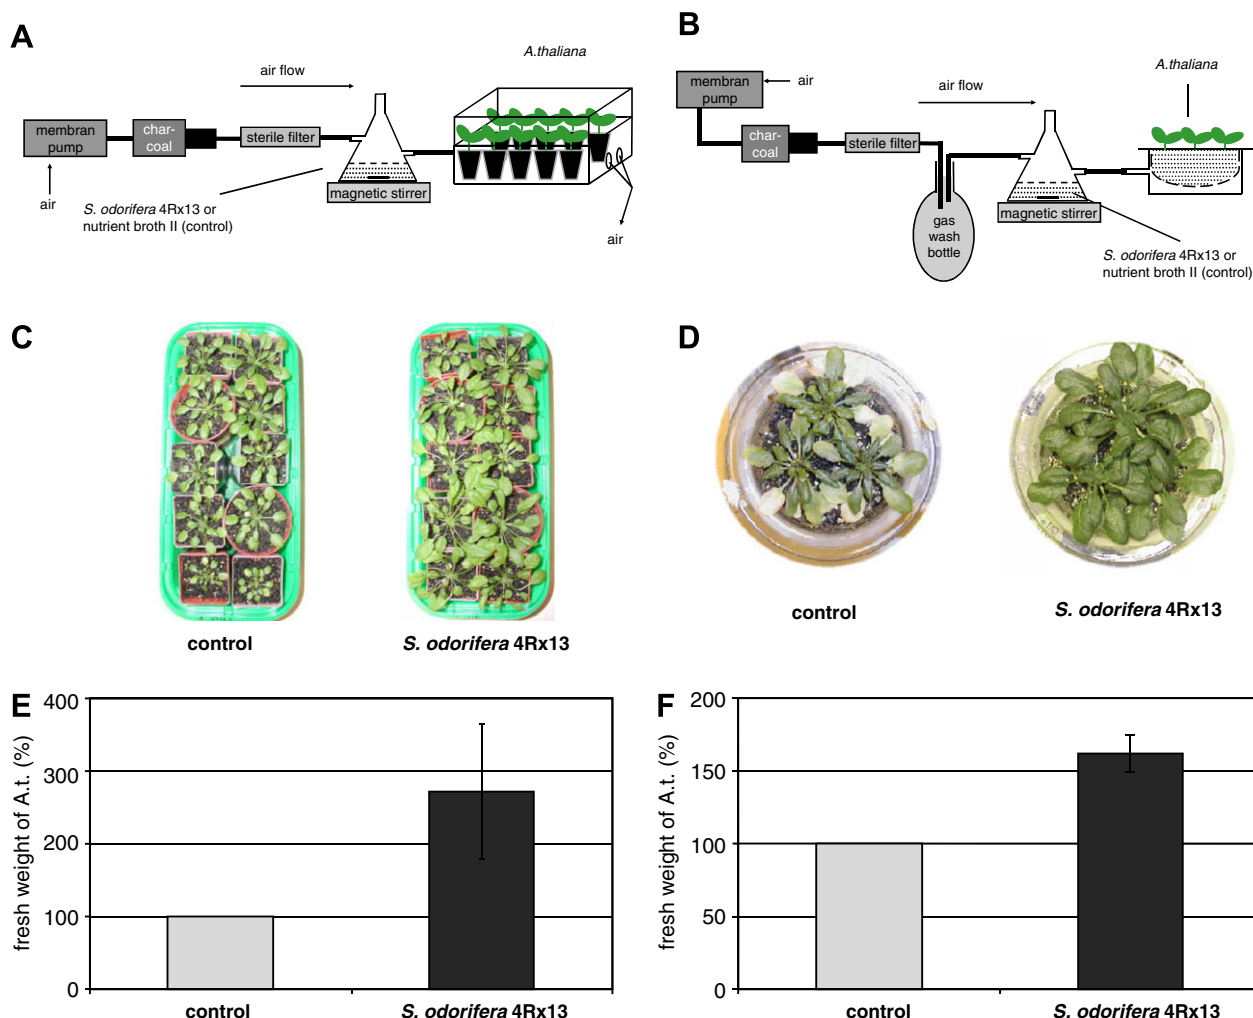 A
A.thaliana
air flow
membran
pump
char-
coal
sterile filter
magnetic stirrer
air
S. odorifera 4Rx13 or
nutrient broth II (control)
air
B
membran
pump
air
A.thaliana
air flow
char-
coal
sterile filter
gas
wash
bottle
magnetic stirrer
S. odorifera 4Rx13 or
nutrient broth II (control)
C
control
S. odorifera 4Rx13
D
control
S. odorifera 4Rx13
E
fresh weight of A.t. (%)
400
300
200
100
0
control
S. odorifera 4Rx13
F
fresh weight of A.t. (%)
200
150
100
50
0
control
S. odorifera 4Rx13